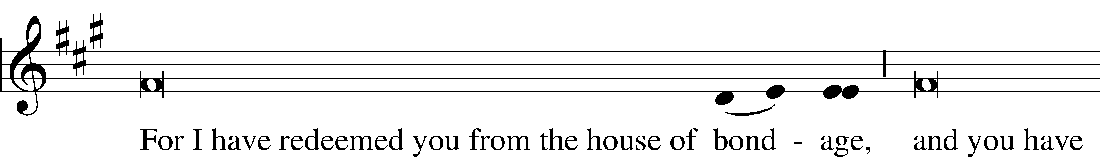 For I have redeemed you from the house of bond - age, and you have